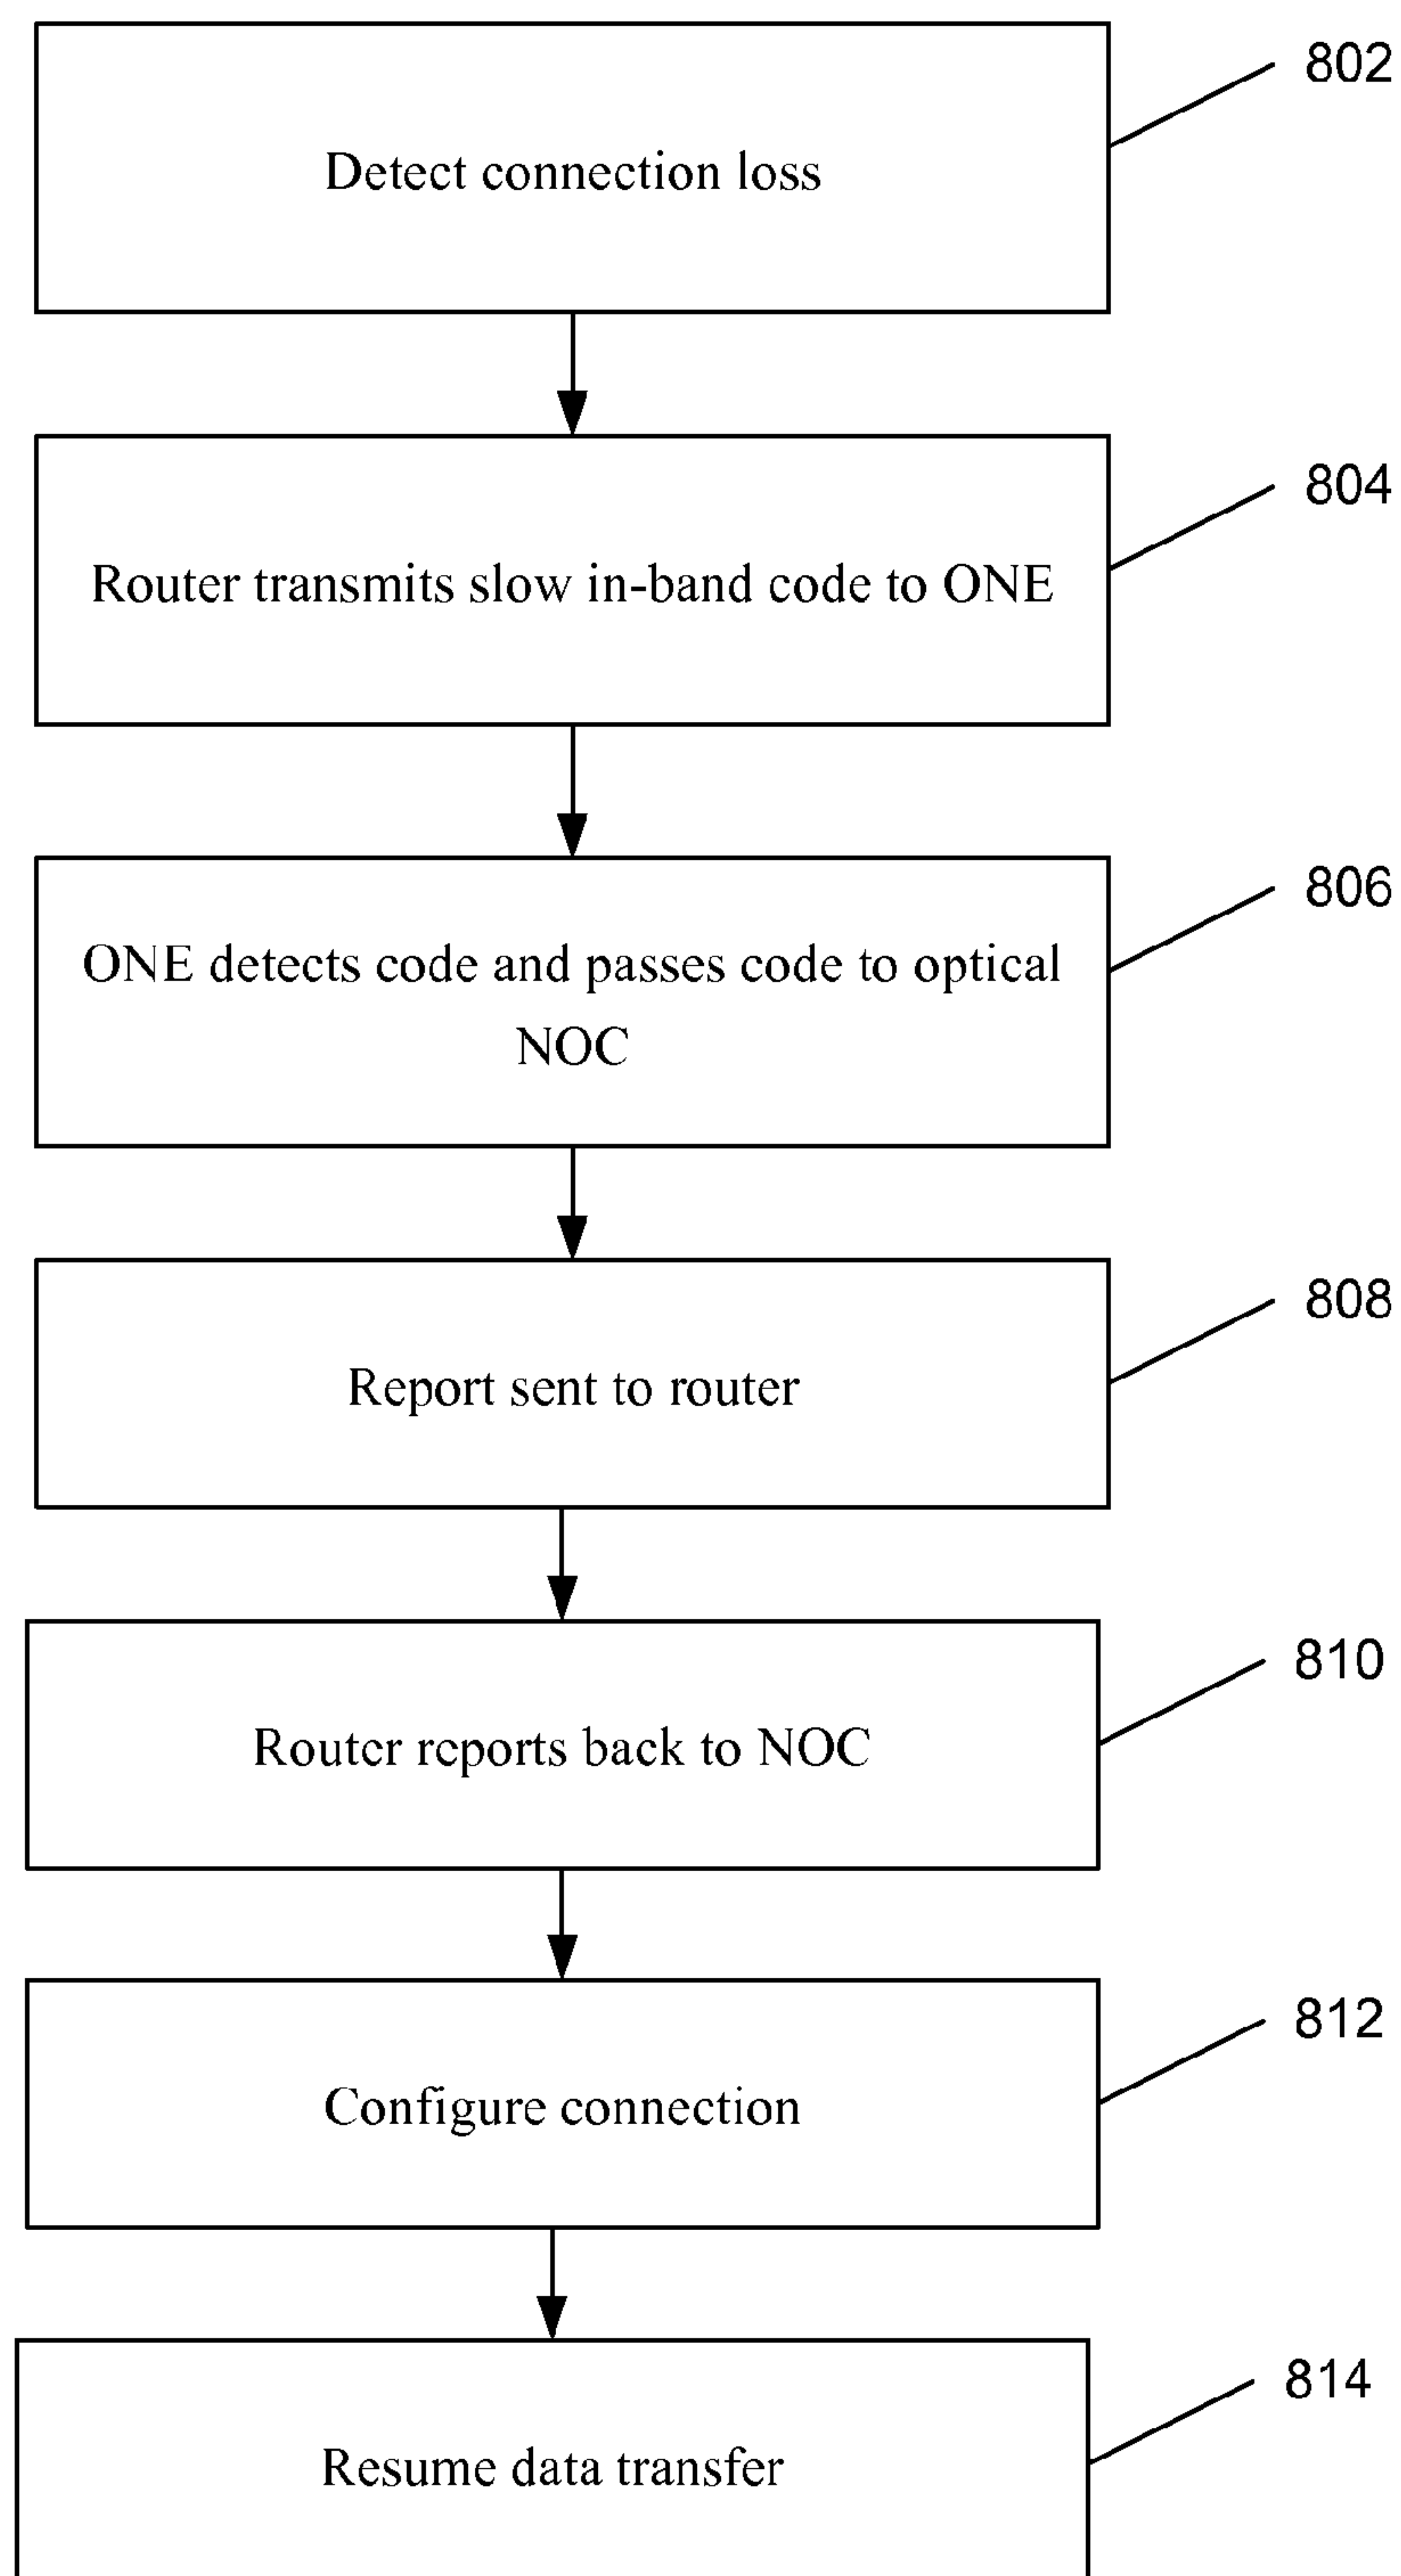 802
Detect connection loss
804
Router transmits slow in-band code to ONE
806
ONE detects code and passes code to optical
NOC
808
Report sent to router
810
Router reports back to NOC
812
Configure connection
814
Resume data transfer